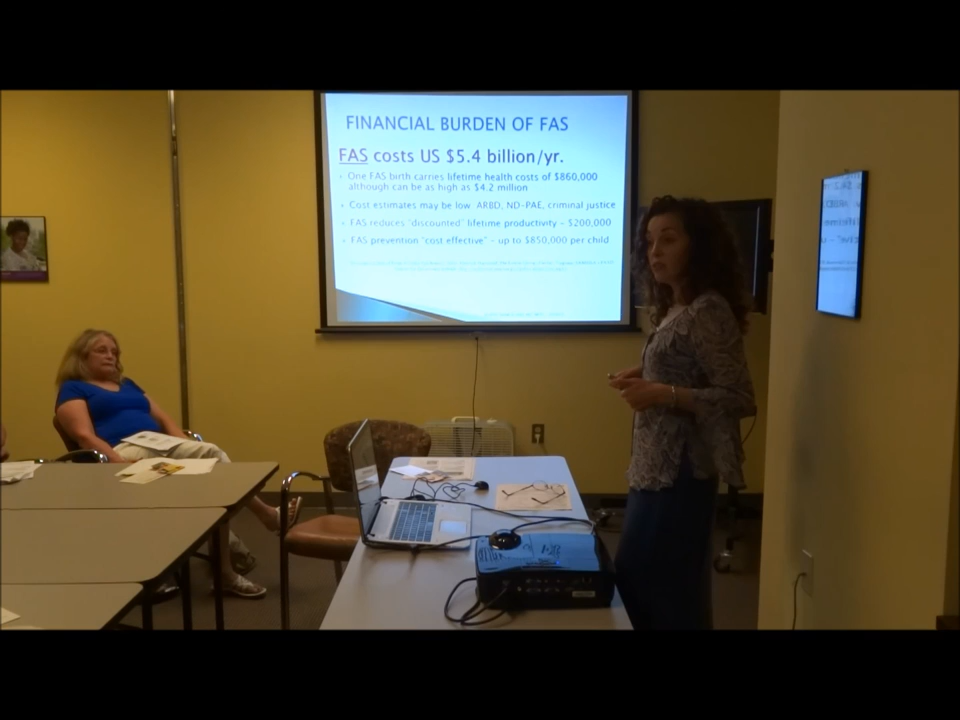 FINANCIAL BURDEN OF FAS
FAS costs US $5.4 billion/yr.
One FAS birth carries lifetime health costs of $860,000
although can be as high as $4.2 million
Cost estimates may be low: ARBD, ND-PAE, criminal justice
FAS reduces "discounted" lifetime productivity – $200,000
FAS prevention "cost effective" – up to $850,000 per child